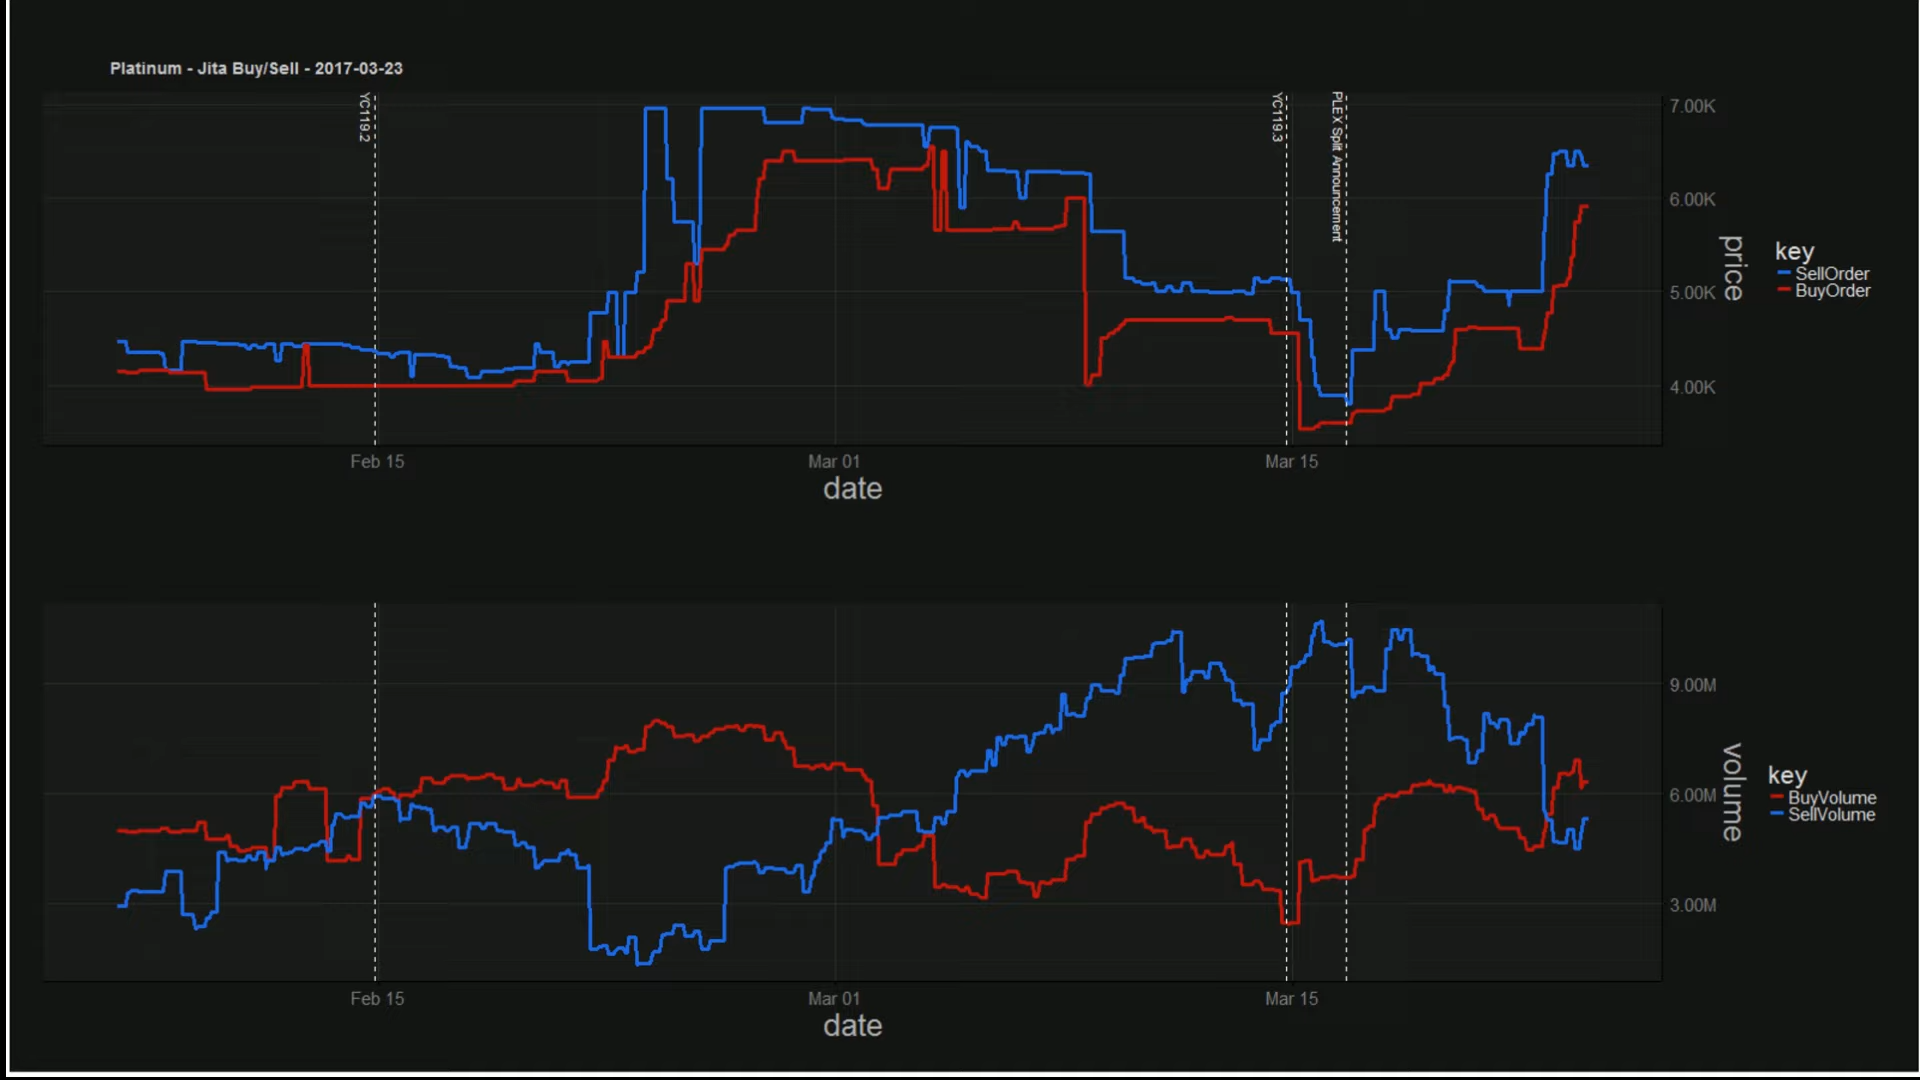 Platinum - Jita Buy/Sell - 2017-03-23
YC119.2
YC119.3
PLEX Split Announcement
7.00K
6.00K
5.00K
4.00K
price
key
SellOrder
BuyOrder
Feb 15
Mar 01
Mar 15
date
9.00M
6.00M
3.00M
volume
key
BuyVolume
SellVolume
Feb 15
Mar 01
Mar 15
date